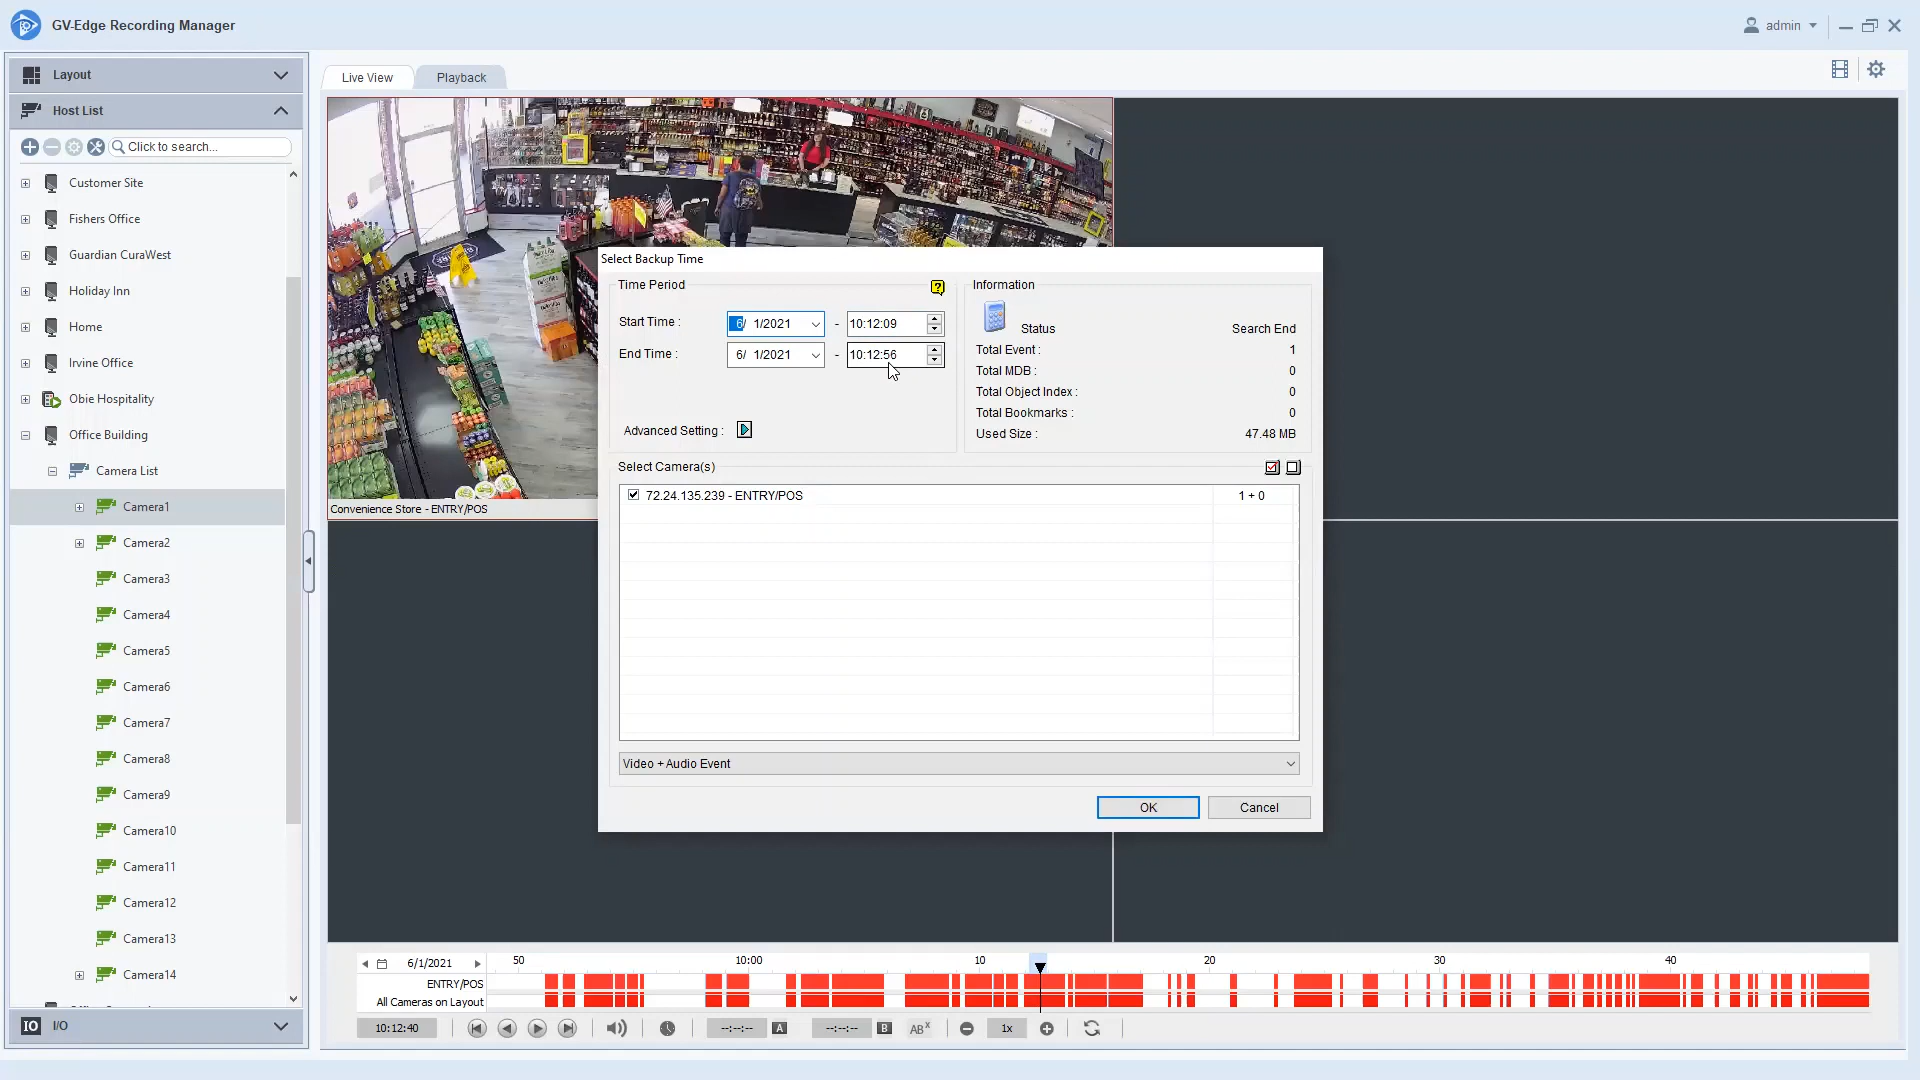 GV-Edge Recording Manager
admin
Layout
Host List
Click to search...
Customer Site
Fishers Office
Guardian CuraWest
Holiday Inn
Home
Irvine Office
Obie Hospitality
Office Building
Camera List
Camera1
Camera2
Camera3
Camera4
Camera5
Camera6
Camera7
Camera8
Camera9
Camera10
Camera11
Camera12
Camera13
Camera14
IO I/O
Live View
Playback
Convenience Store - ENTRY/POS
Select Backup Time
Time Period
?
Start Time : 6/ 1/2021 - 10:12:09
End Time : 6/ 1/2021 - 10:12:56
Advanced Setting :
Information
Status Search End
Total Event : 1
Total MDB : 0
Total Object Index : 0
Total Bookmarks : 0
Used Size : 47.48 MB
Select Camera(s)
72.24.135.239 - ENTRY/POS 1 + 0
Video + Audio Event
OK
Cancel
6/1/2021 50 10:00 10 20 30 40
ENTRY/POS
All Cameras on Layout
10:12:40 --:--:-- A --:--:-- B ABx 1x